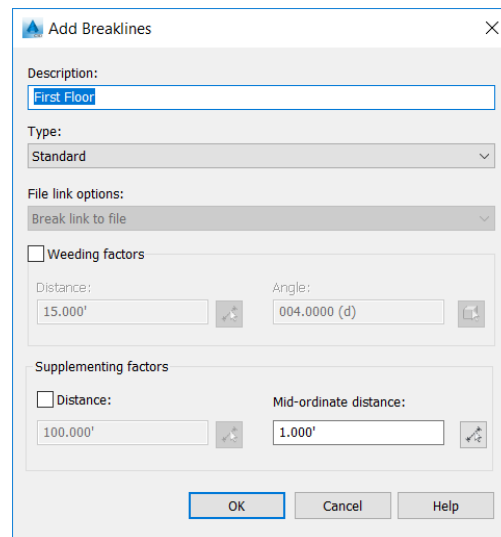 Add Breaklines
Description:
First Floor
Type:
Standard
File link options:
Break link to file
Weeding factors
Distance: Angle:
15.000' 004.0000 (d)
Supplementing factors
Distance: Mid-ordinate distance:
100.000' 1.000'
OK Cancel Help